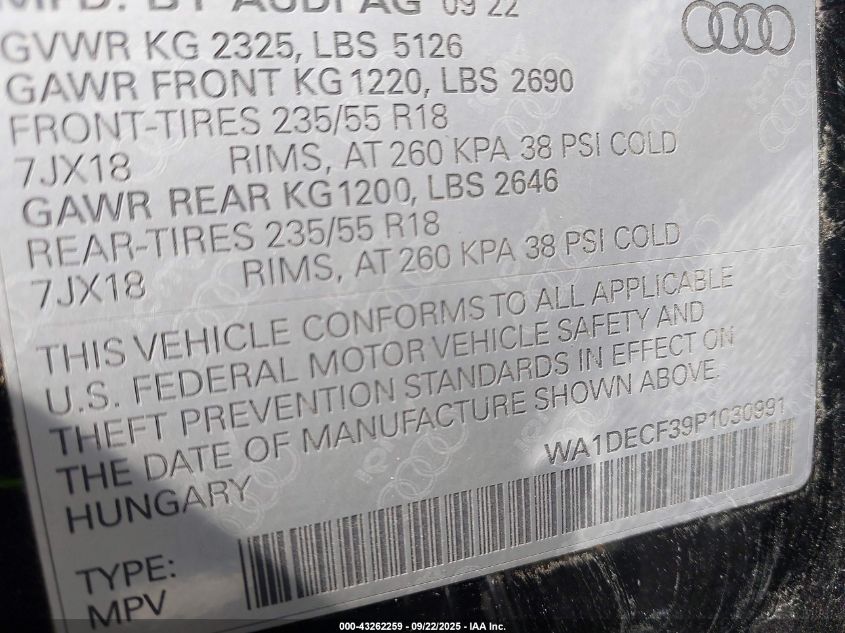 MFD. BY AUDI AG 09 22
GVWR KG 2325, LBS 5126
GAWR FRONT KG 1220, LBS 2690
FRONT-TIRES 235/55 R18
7JX18 RIMS, AT 260 KPA 38 PSI COLD
GAWR REAR KG 1200, LBS 2646
REAR-TIRES 235/55 R18
7JX18 RIMS, AT 260 KPA 38 PSI COLD
THIS VEHICLE CONFORMS TO ALL APPLICABLE
U.S. FEDERAL MOTOR VEHICLE SAFETY AND
THEFT PREVENTION STANDARDS IN EFFECT ON
THE DATE OF MANUFACTURE SHOWN ABOVE.
HUNGARY
WA1DECF39P1030991
TYPE:
MPV
000-43262259 - 09/22/2025 - IAA Inc.